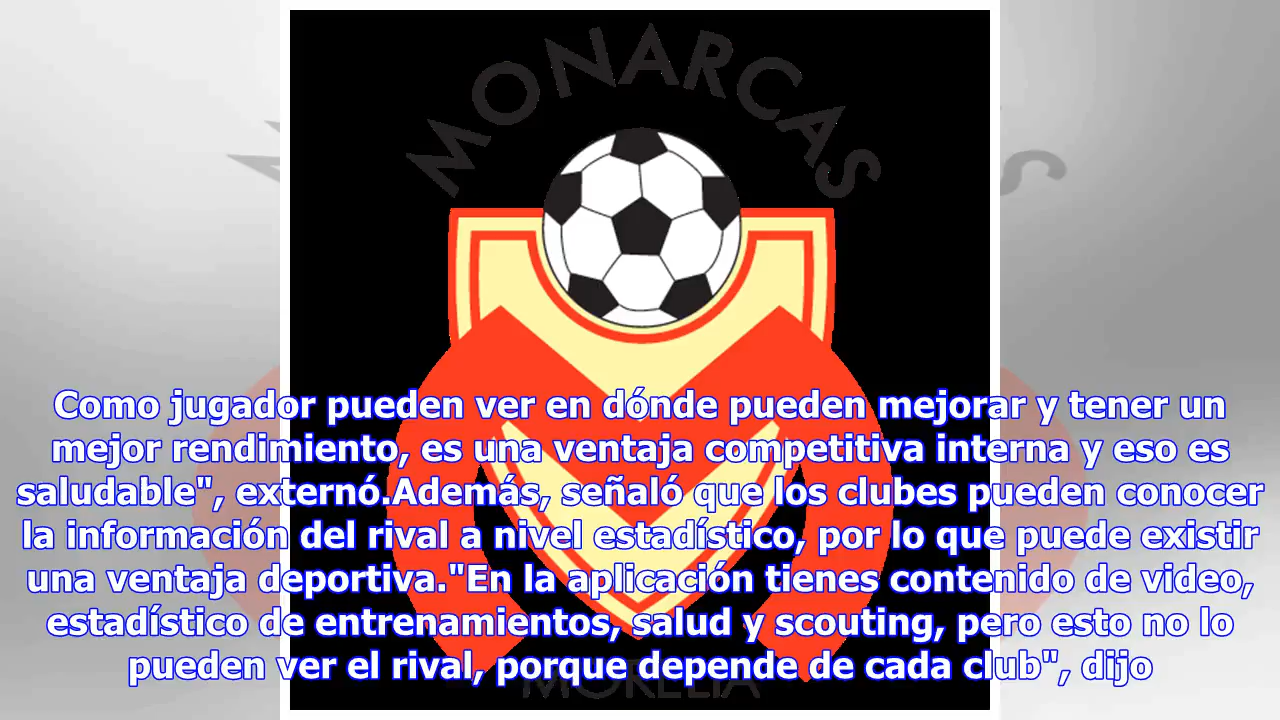 MONARCAS
Como jugador pueden ver en dónde pueden mejorar y tener un
mejor rendimiento, es una ventaja competitiva interna y eso es
saludable", externó.Además, señaló que los clubes pueden conocer
la información del rival a nivel estadístico, por lo que puede existir
una ventaja deportiva."En la aplicación tienes contenido de video,
estadístico de entrenamientos, salud y scouting, pero esto no lo
pueden ver el rival, porque depende de cada club", dijo
MORELIA